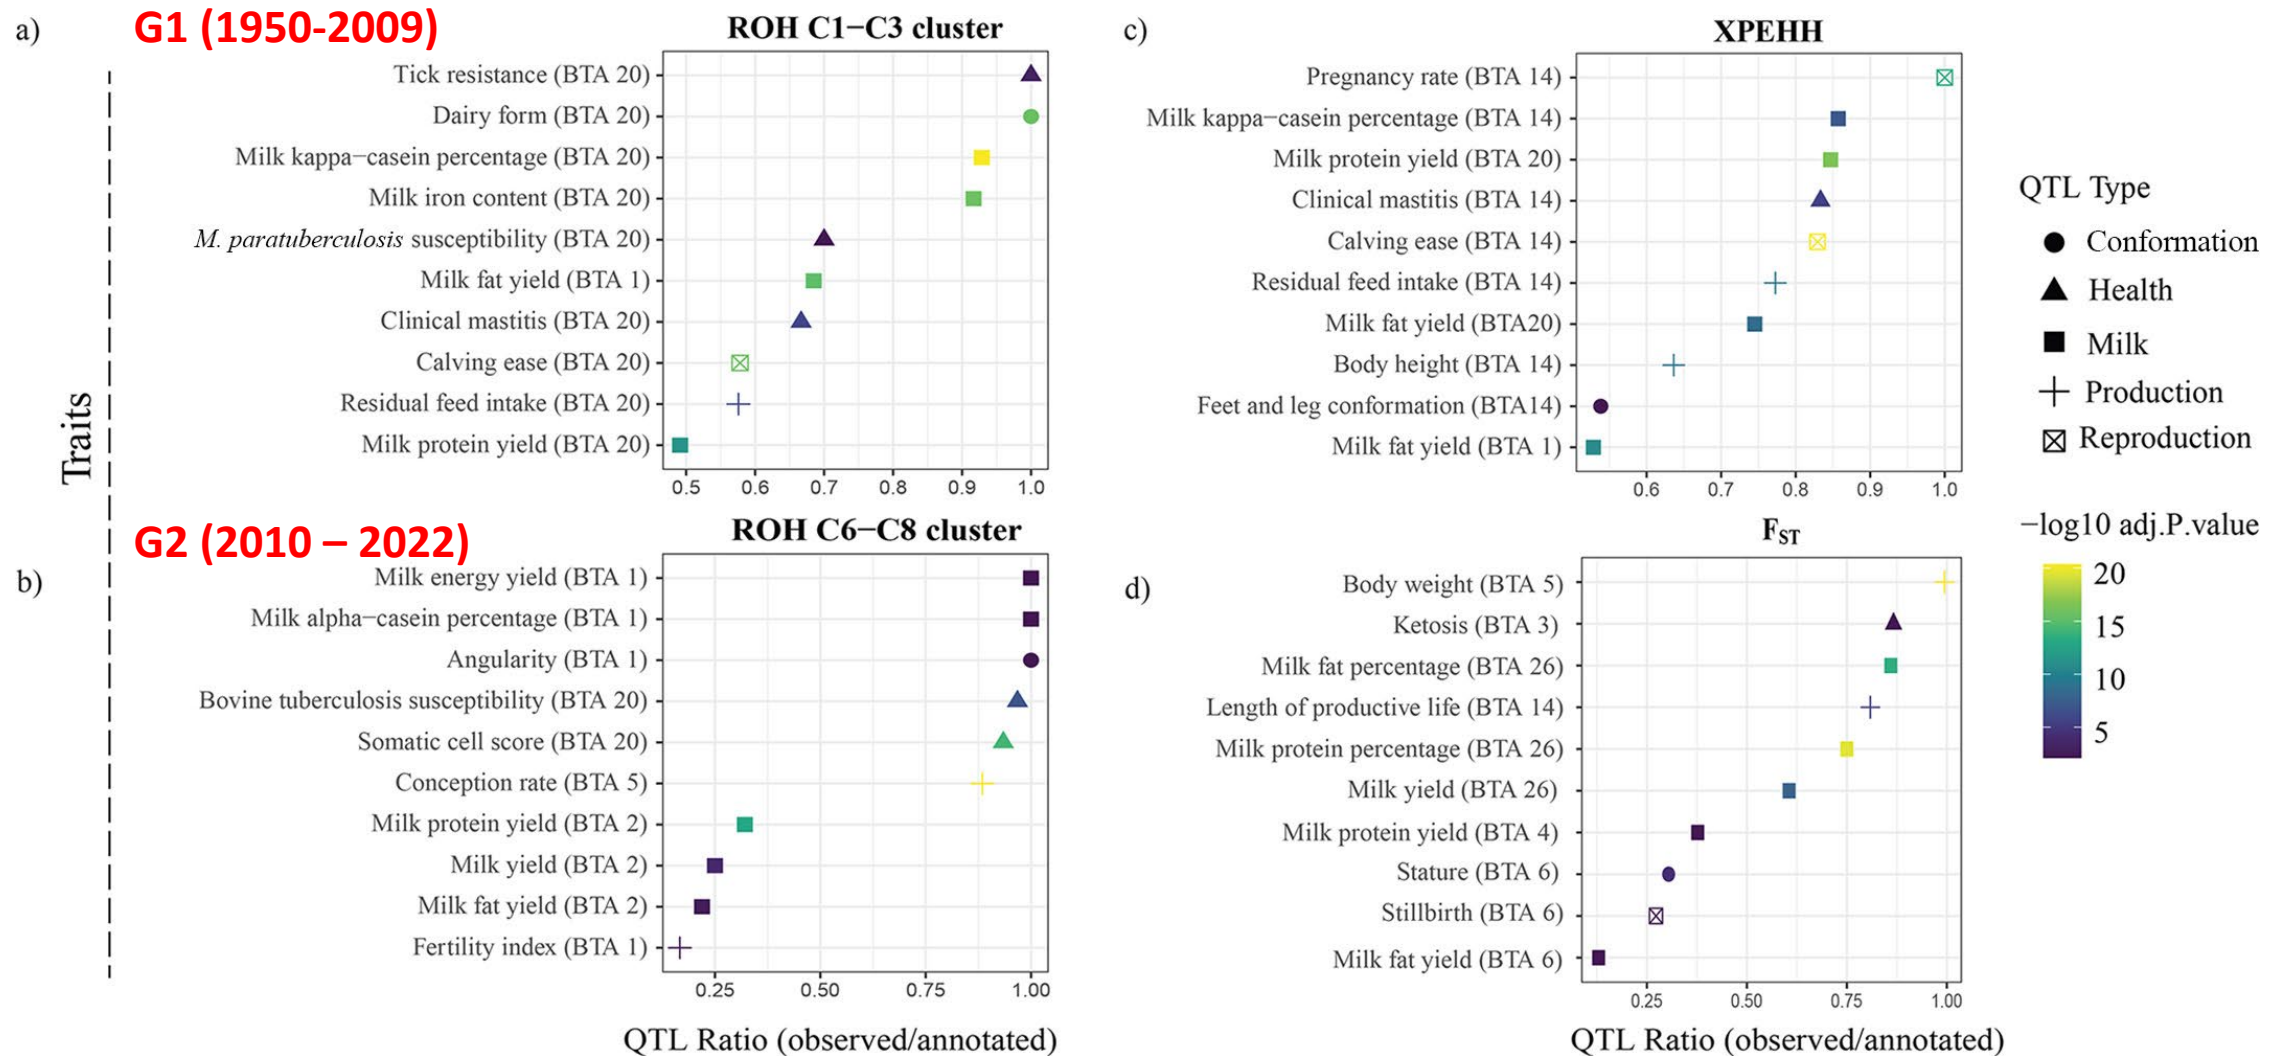 a)
G1 (1950-2009)
ROH C1−C3 cluster
Tick resistance (BTA 20)
Dairy form (BTA 20)
Milk kappa−casein percentage (BTA 20)
Milk iron content (BTA 20)
M. paratuberculosis susceptibility (BTA 20)
Milk fat yield (BTA 1)
Clinical mastitis (BTA 20)
Calving ease (BTA 20)
Residual feed intake (BTA 20)
Milk protein yield (BTA 20)
0.5 0.6 0.7 0.8 0.9 1.0
Traits
b)
G2 (2010 – 2022)
ROH C6−C8 cluster
Milk energy yield (BTA 1)
Milk alpha−casein percentage (BTA 1)
Angularity (BTA 1)
Bovine tuberculosis susceptibility (BTA 20)
Somatic cell score (BTA 20)
Conception rate (BTA 5)
Milk protein yield (BTA 2)
Milk yield (BTA 2)
Milk fat yield (BTA 2)
Fertility index (BTA 1)
0.25 0.50 0.75 1.00
QTL Ratio (observed/annotated)
c)
XPEHH
Pregnancy rate (BTA 14)
Milk kappa−casein percentage (BTA 14)
Milk protein yield (BTA 20)
Clinical mastitis (BTA 14)
Calving ease (BTA 14)
Residual feed intake (BTA 14)
Milk fat yield (BTA20)
Body height (BTA 14)
Feet and leg conformation (BTA14)
Milk fat yield (BTA 1)
0.6 0.7 0.8 0.9 1.0
d)
FST
Body weight (BTA 5)
Ketosis (BTA 3)
Milk fat percentage (BTA 26)
Length of productive life (BTA 14)
Milk protein percentage (BTA 26)
Milk yield (BTA 26)
Milk protein yield (BTA 4)
Stature (BTA 6)
Stillbirth (BTA 6)
Milk fat yield (BTA 6)
0.25 0.50 0.75 1.00
QTL Ratio (observed/annotated)
QTL Type
Conformation
Health
Milk
Production
Reproduction
−log10 adj.P.value
20
15
10
5